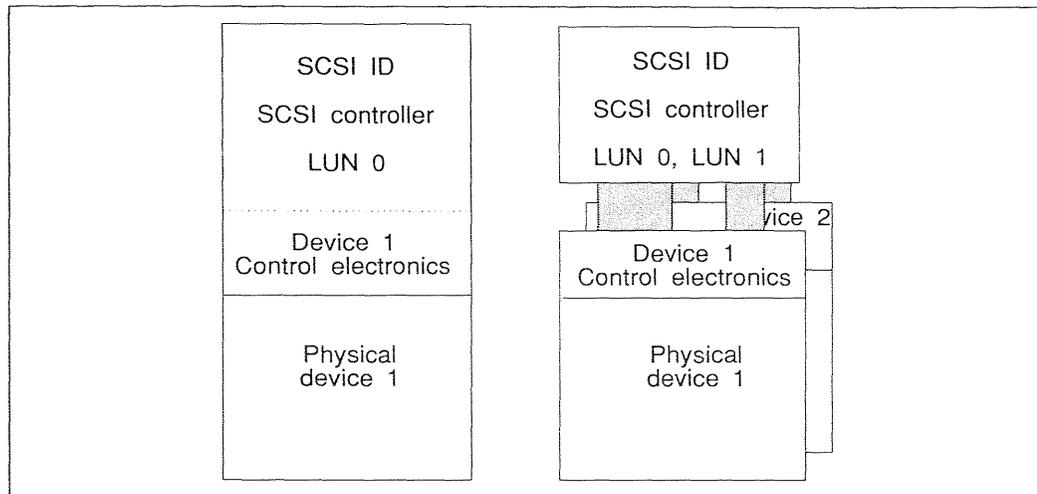 SCSI ID
SCSI controller
LUN 0
Device 1
Control electronics
Physical
device 1
SCSI ID
SCSI controller
LUN 0, LUN 1
2
Device 1
Control electronics
Physical
device 1